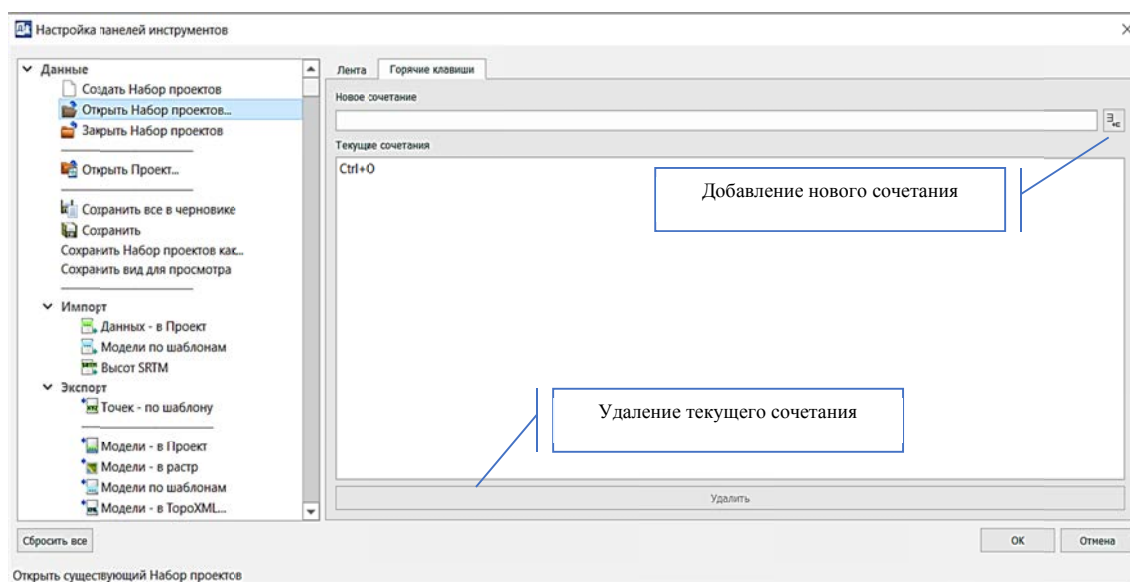 Настройка панелей инструментов
Данные
Создать Набор проектов
Открыть Набор проектов...
Закрыть Набор проектов
Открыть Проект...
Сохранить все в черновике
Сохранить
Сохранить Набор проектов как...
Сохранить вид для просмотра
Импорт
Данных - в Проект
Модели по шаблонам
Высот SRTM
Экспорт
Точек - по шаблону
Модели - в Проект
Модели - в растр
Модели по шаблонам
Модели - в TopoXML...
Лента Горячие клавиши
Новое сочетание
Текущие сочетания
Ctrl+O
Добавление нового сочетания
Удаление текущего сочетания
Удалить
Сбросить все
ОК Отмена
Открыть существующий Набор проектов